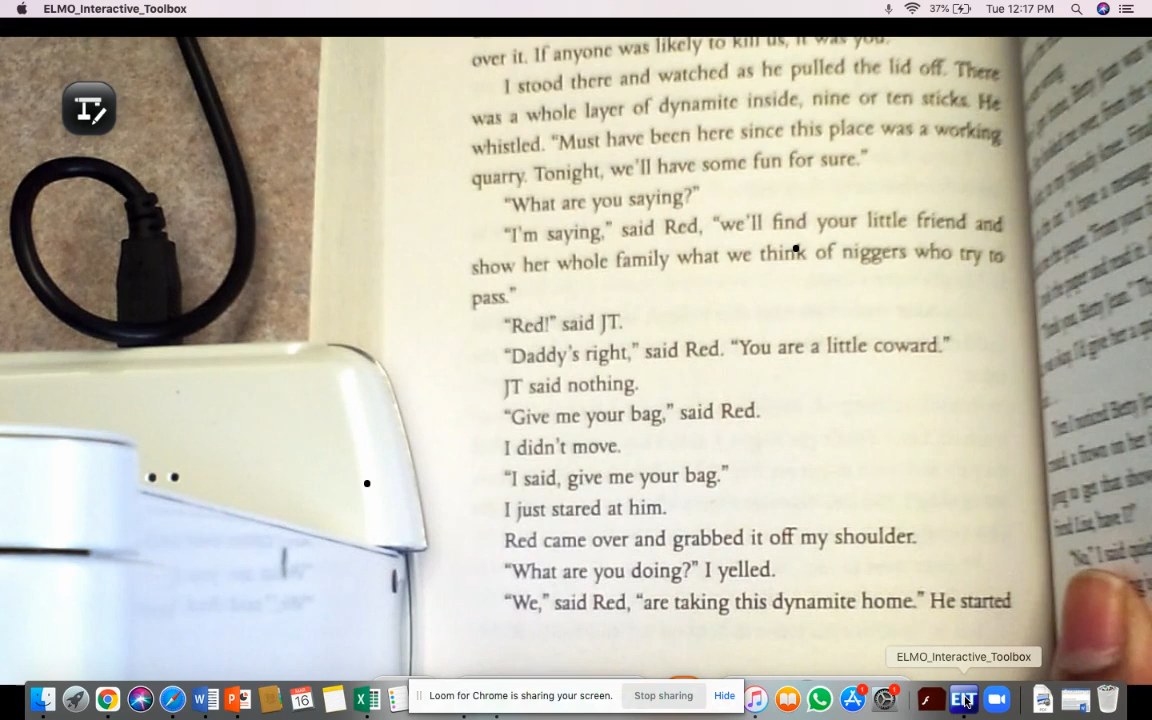 ELMO_Interactive_Toolbox
37%
Tue 12:17 PM
over it. If anyone was likely to kill us, it was you.
I stood there and watched as he pulled the lid off. There
was a whole layer of dynamite inside, nine or ten sticks. He
whistled. “Must have been here since this place was a working
quarry. Tonight, we’ll have some fun for sure.”
“What are you saying?”
“I’m saying,” said Red, “we’ll find your little friend and
show her whole family what we think of niggers who try to
pass.”
“Red!” said JT.
“Daddy’s right,” said Red. “You are a little coward.”
JT said nothing.
“Give me your bag,” said Red.
I didn’t move.
“I said, give me your bag.”
I just stared at him.
Red came over and grabbed it off my shoulder.
“What are you doing?” I yelled.
“We,” said Red, “are taking this dynamite home.” He started
ELMO_Interactive_Toolbox
Loom for Chrome is sharing your screen.
Stop sharing
Hide
MAR
16
EIT